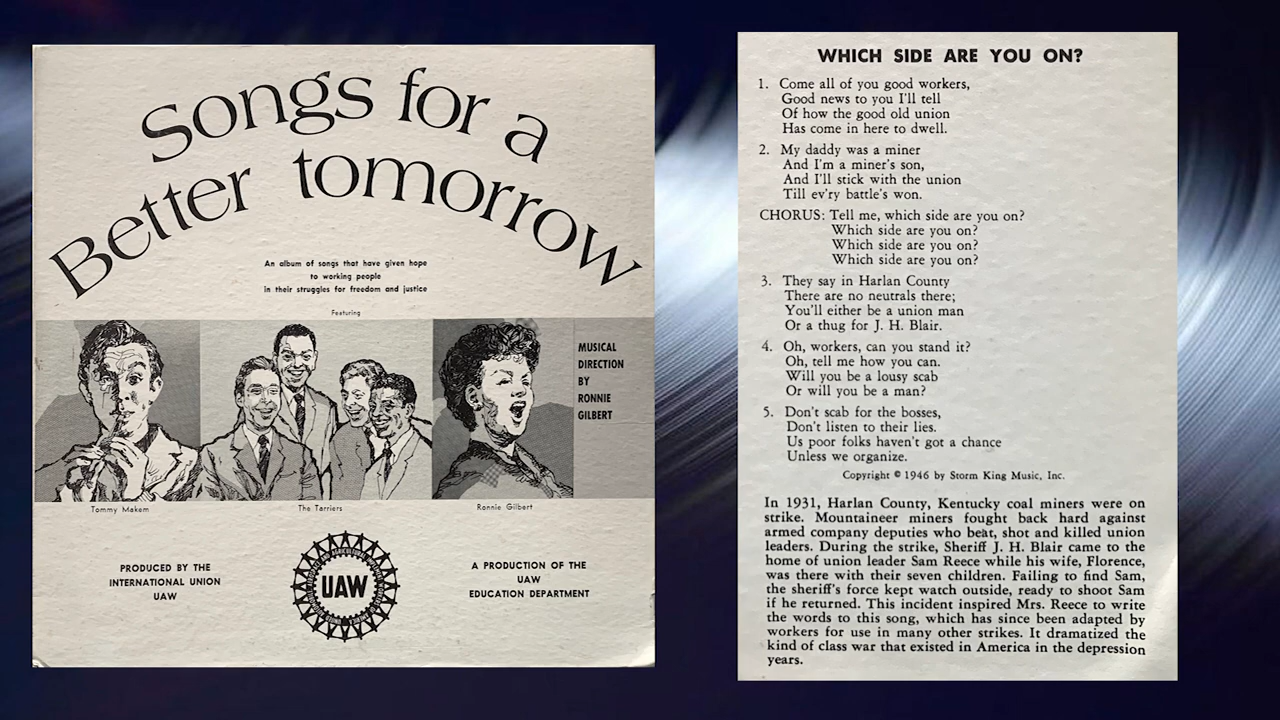 Songs for a
Better tomorrow
An album of songs that have given hope
to working people
in their struggles for freedom and justice
Featuring
MUSICAL
DIRECTION
BY
RONNIE
GILBERT
Tommy Makem
The Tarriers
Ronnie Gilbert
PRODUCED BY THE
INTERNATIONAL UNION
UAW
UAW
A PRODUCTION OF THE
UAW
EDUCATION DEPARTMENT
WHICH SIDE ARE YOU ON?
1. Come all of you good workers,
Good news to you I'll tell
Of how the good old union
Has come in here to dwell.
2. My daddy was a miner
And I'm a miner's son,
And I'll stick with the union
Till ev'ry battle's won.
CHORUS: Tell me, which side are you on?
Which side are you on?
Which side are you on?
Which side are you on?
3. They say in Harlan County
There are no neutrals there;
You'll either be a union man
Or a thug for J. H. Blair.
4. Oh, workers, can you stand it?
Oh, tell me how you can.
Will you be a lousy scab
Or will you be a man?
5. Don't scab for the bosses,
Don't listen to their lies.
Us poor folks haven't got a chance
Unless we organize.
Copyright © 1946 by Storm King Music, Inc.
In 1931, Harlan County, Kentucky coal miners were on
strike. Mountaineer miners fought back hard against
armed company deputies who beat, shot and killed union
leaders. During the strike, Sheriff J. H. Blair came to the
home of union leader Sam Reece while his wife, Florence,
was there with their seven children. Failing to find Sam,
the sheriff's force kept watch outside, ready to shoot Sam
if he returned. This incident inspired Mrs. Reece to write
the words to this song, which has since been adapted by
workers for use in many other strikes. It dramatized the
kind of class war that existed in America in the depression
years.